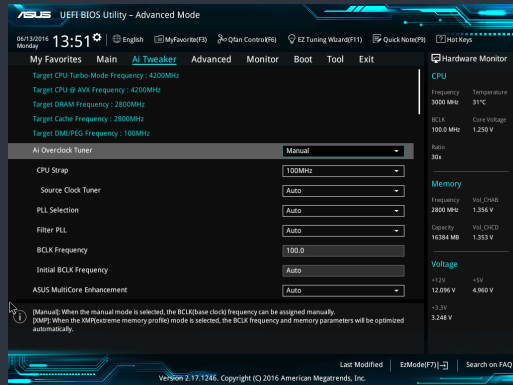 ASUS UEFI BIOS Utility – Advanced Mode
06/13/2016 Monday 13:51 English MyFavorite(F3) Qfan Control(F6) EZ Tuning Wizard(F11) Quick Note(F9) Hot Keys
My Favorites Main Ai Tweaker Advanced Monitor Boot Tool Exit
Target CPU Turbo-Mode Frequency : 4200MHz
Target CPU @ AVX Frequency : 4200MHz
Target DRAM Frequency : 2800MHz
Target Cache Frequency : 2800MHz
Target DMI/PEG Frequency : 100MHz
Ai Overclock Tuner Manual
CPU Strap 100MHz
Source Clock Tuner Auto
PLL Selection Auto
Filter PLL Auto
BCLK Frequency 100.0
Initial BCLK Frequency Auto
ASUS MultiCore Enhancement Auto
[Manual]: When the manual mode is selected, the BCLK(base clock) frequency can be assigned manually.
[XMP]: When the XMP(extreme memory profile) mode is selected, the BCLK frequency and memory parameters will be optimized
automatically.
Hardware Monitor
CPU
Frequency Temperature
3000 MHz 31°C
BCLK Core Voltage
100.0 MHz 1.250 V
Ratio
30x
Memory
Frequency Vol_CHAB
2800 MHz 1.356 V
Capacity Vol_CHCD
16384 MB 1.353 V
Voltage
+12V +5V
12.096 V 4.960 V
+3.3V
3.248 V
Last Modified EzMode(F7) Search on FAQ
Version 2.17.1246. Copyright (C) 2016 American Megatrends, Inc.